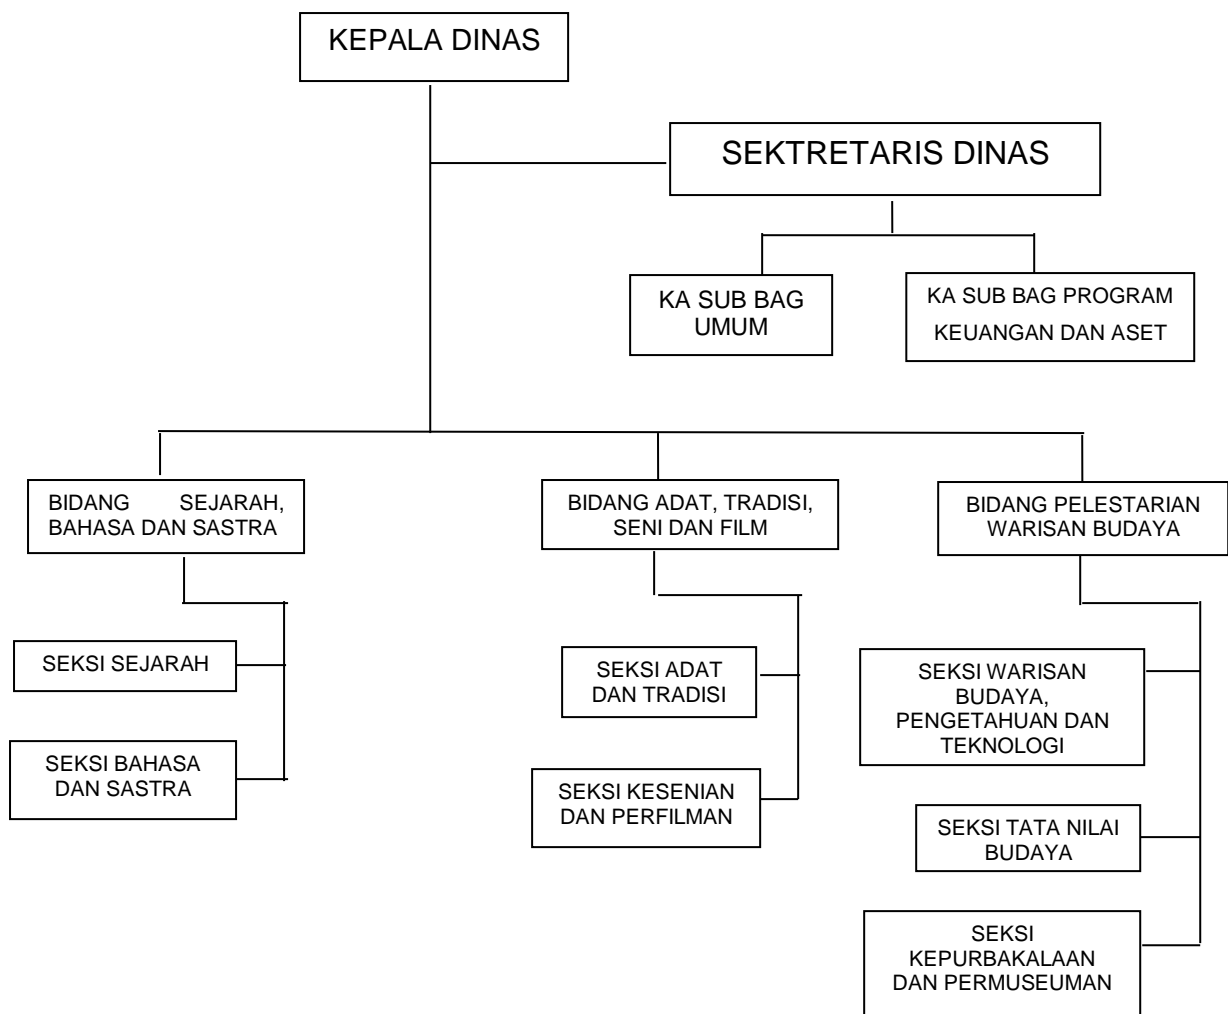 KEPALA DINAS
SEKTRETARIS DINAS
KA SUB BAG
UMUM
KA SUB BAG PROGRAM
KEUANGAN DAN ASET
BIDANG SEJARAH,
BAHASA DAN SASTRA
BIDANG ADAT, TRADISI,
SENI DAN FILM
BIDANG PELESTARIAN
WARISAN BUDAYA
SEKSI SEJARAH
SEKSI BAHASA
DAN SASTRA
SEKSI ADAT
DAN TRADISI
SEKSI KESENIAN
DAN PERFILMAN
SEKSI WARISAN
BUDAYA,
PENGETAHUAN DAN
TEKNOLOGI
SEKSI TATA NILAI
BUDAYA
SEKSI
KEPURBAKALAAN
DAN PERMUSEUMAN